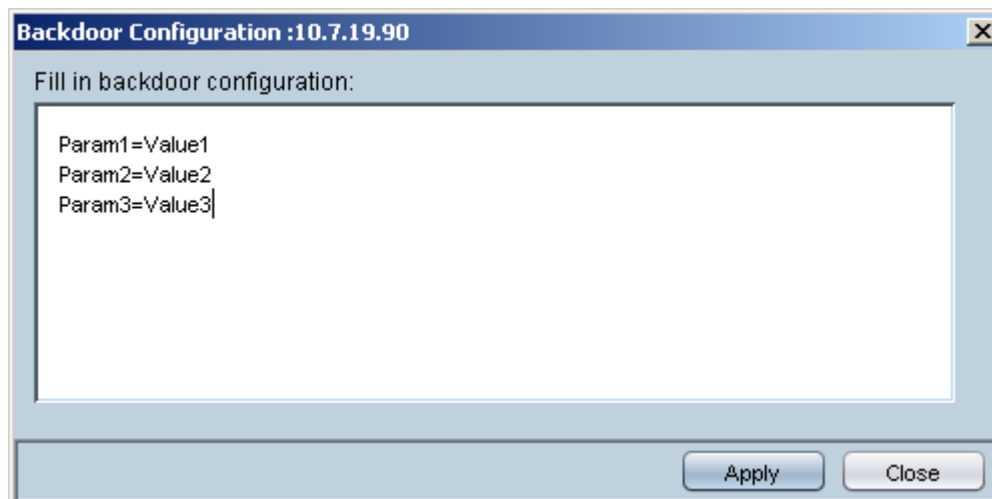 Backdoor Configuration :10.7.19.90
Fill in backdoor configuration:
Param1=Value1
Param2=Value2
Param3=Value3
Apply
Close